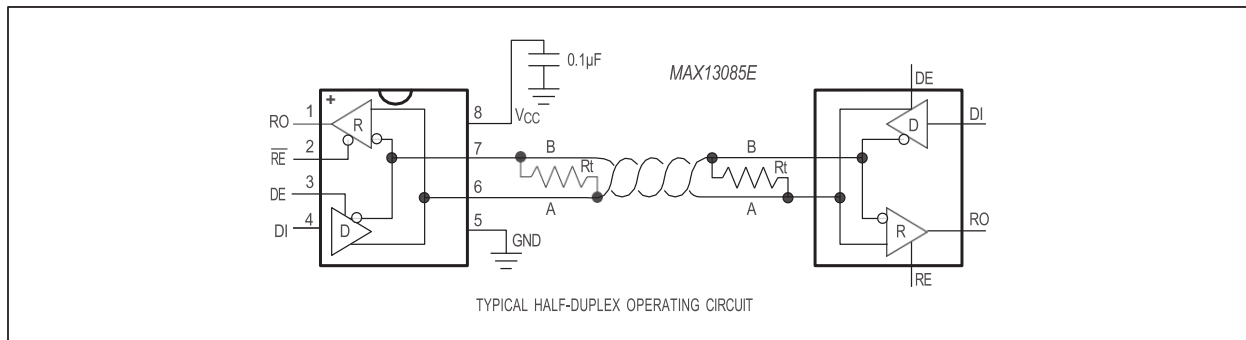 0.1µF
MAX13085E
DE
+
1
RO
R
8
VCC
D
DI
2
RE
7
B
Rt
B
Rt
3
DE
6
A
A
4
DI
D
5
GND
R
RO
RE
TYPICAL HALF-DUPLEX OPERATING CIRCUIT